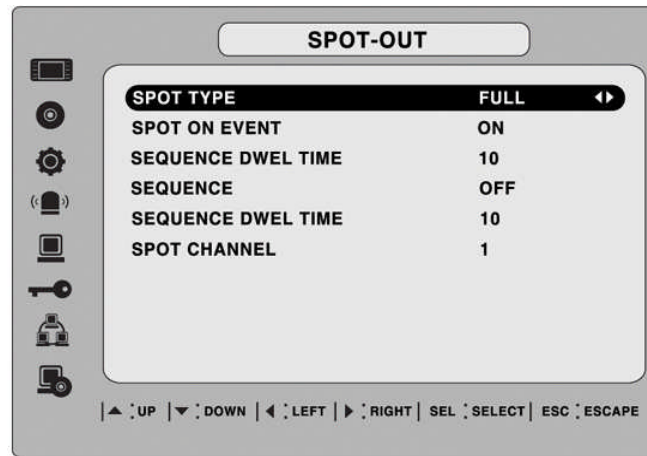 SPOT-OUT
SPOT TYPE FULL
SPOT ON EVENT ON
SEQUENCE DWEL TIME 10
SEQUENCE OFF
SEQUENCE DWEL TIME 10
SPOT CHANNEL 1
▲ : UP | ▼ : DOWN | ◀ : LEFT | ▶ : RIGHT | SEL : SELECT | ESC : ESCAPE